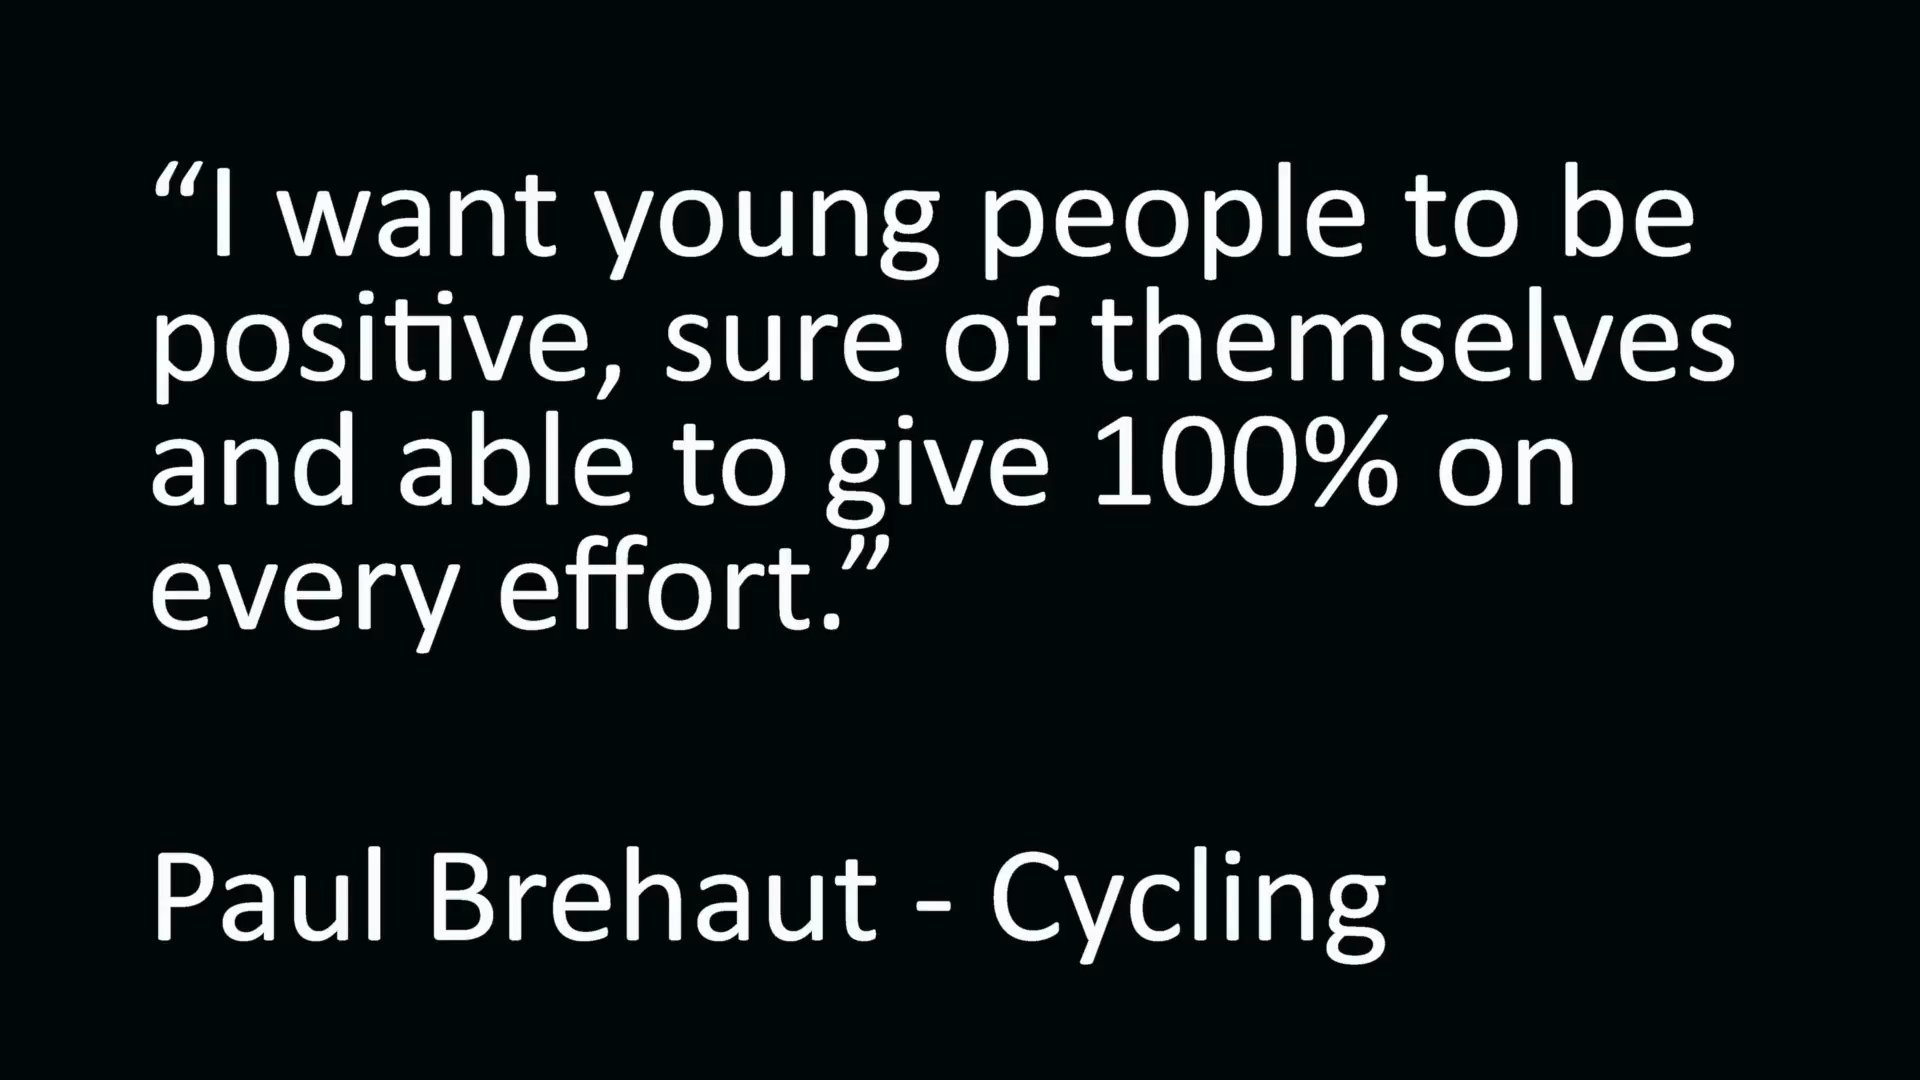 “I want young people to be
positive, sure of themselves
and able to give 100% on
every effort.”
Paul Brehaut - Cycling